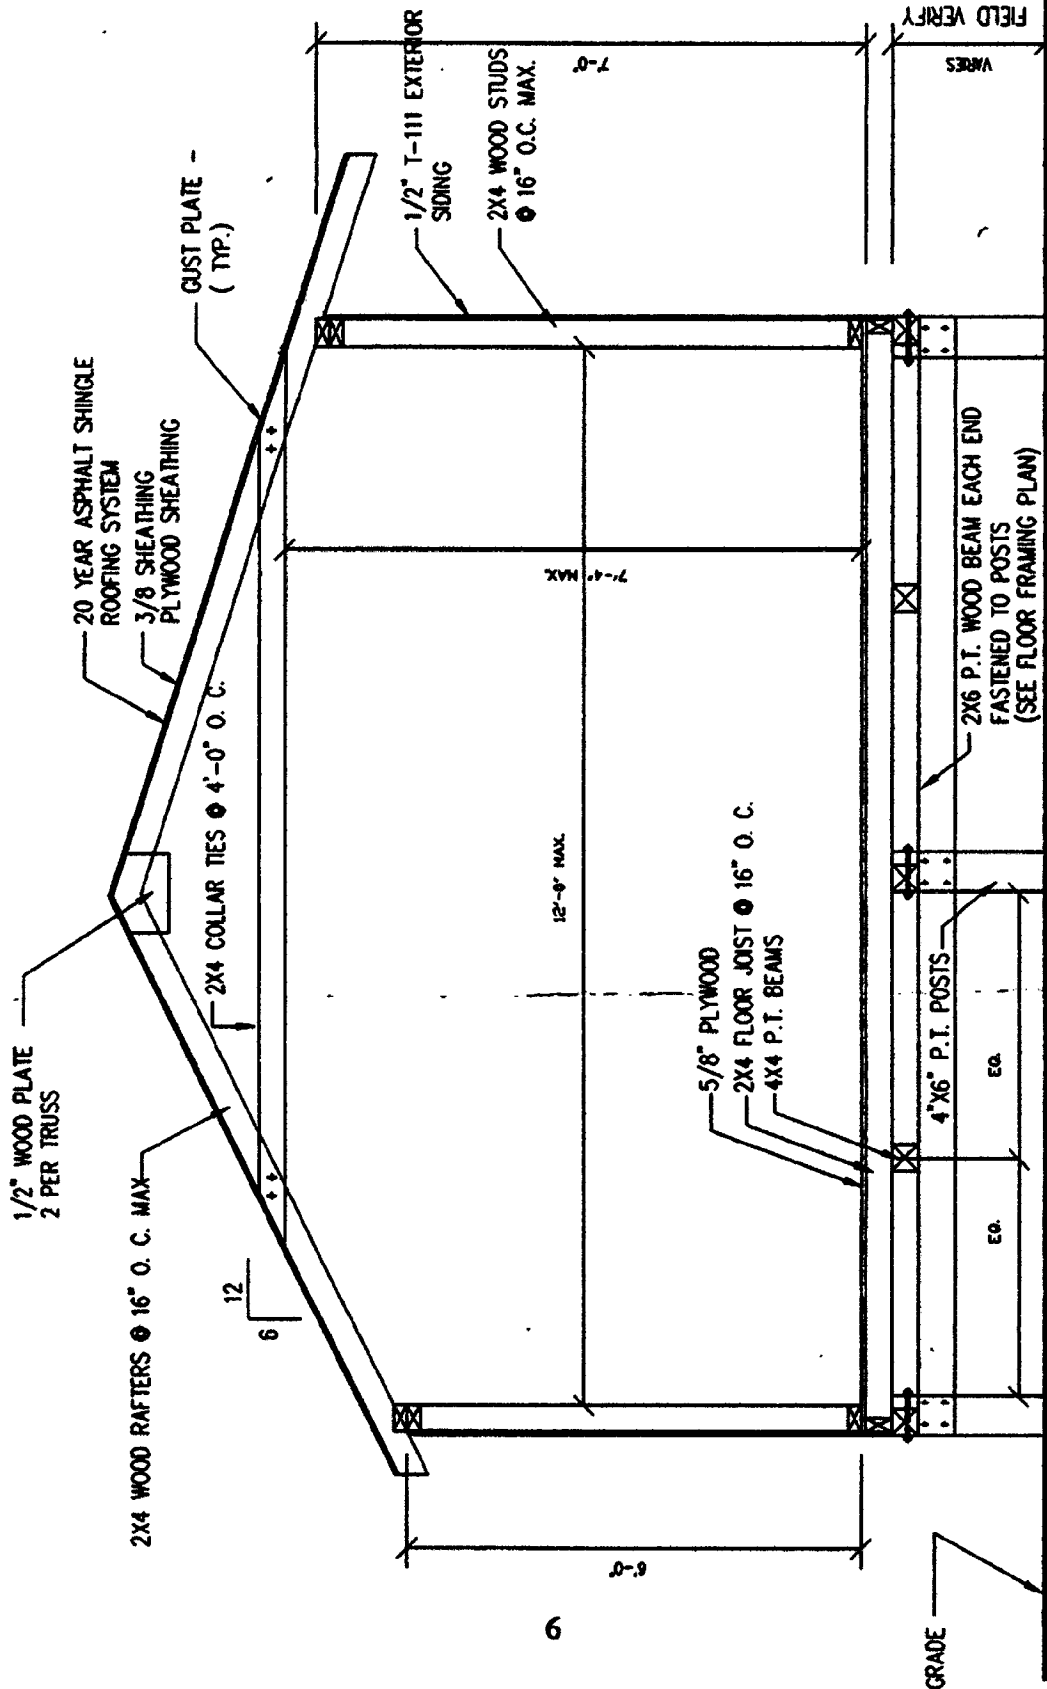 1/2" WOOD PLATE
2 PER TRUSS
2X4 WOOD RAFTERS @ 16" O. C. MAX
20 YEAR ASPHALT SHINGLE
ROOFING SYSTEM
3/8 SHEATHING
PLYWOOD SHEATHING
GUST PLATE -
( TYP.)
2X4 COLLAR TIES @ 4'-0" O. C.
12
6
1/2" T-111 EXTERIOR
SIDING
2X4 WOOD STUDS
@ 16" O.C. MAX.
7'-0"
7'-4" MAX.
12'-0" MAX.
6'-0"
5/8" PLYWOOD
2X4 FLOOR JOIST @ 16" O. C.
4X4 P.T. BEAMS
4"X6" P.T. POSTS
EQ.
EQ.
2X6 P.T. WOOD BEAM EACH END
FASTENED TO POSTS
(SEE FLOOR FRAMING PLAN)
VARIES
FIELD VERIFY
GRADE
6